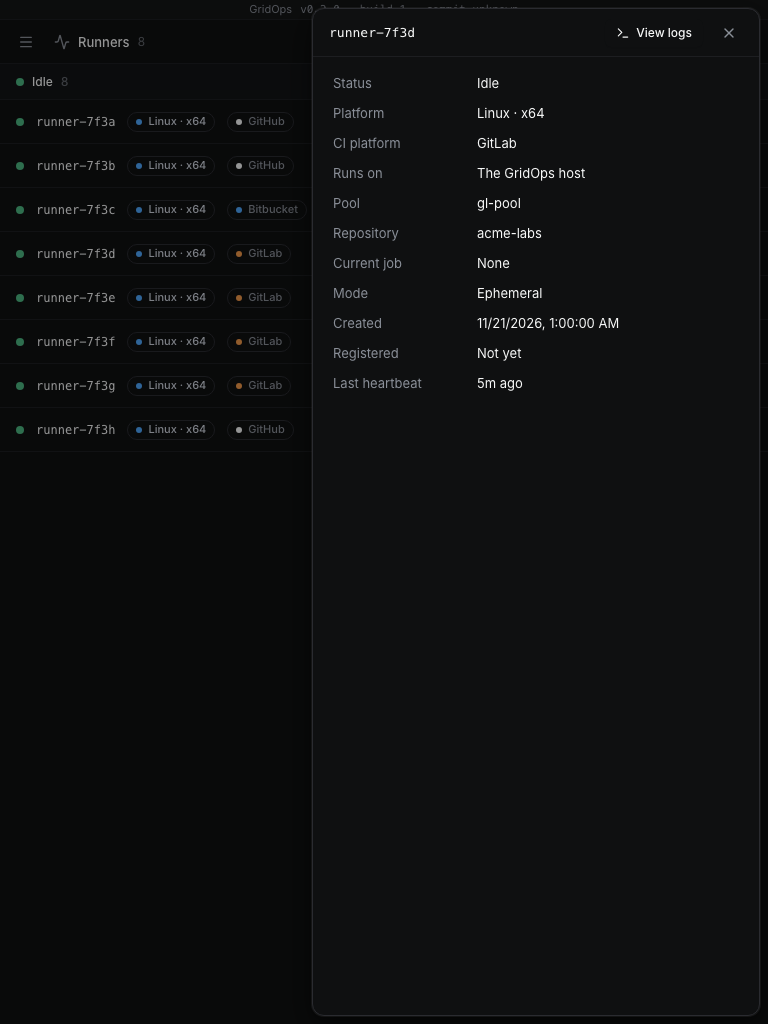 GridOps
Runners 8
Idle 8
runner-7f3a Linux · x64 GitHub
runner-7f3b Linux · x64 GitHub
runner-7f3c Linux · x64 Bitbucket
runner-7f3d Linux · x64 GitLab
runner-7f3e Linux · x64 GitLab
runner-7f3f Linux · x64 GitLab
runner-7f3g Linux · x64 GitLab
runner-7f3h Linux · x64 GitHub
runner-7f3d View logs
Status Idle
Platform Linux · x64
CI platform GitLab
Runs on The GridOps host
Pool gl-pool
Repository acme-labs
Current job None
Mode Ephemeral
Created 11/21/2026, 1:00:00 AM
Registered Not yet
Last heartbeat 5m ago